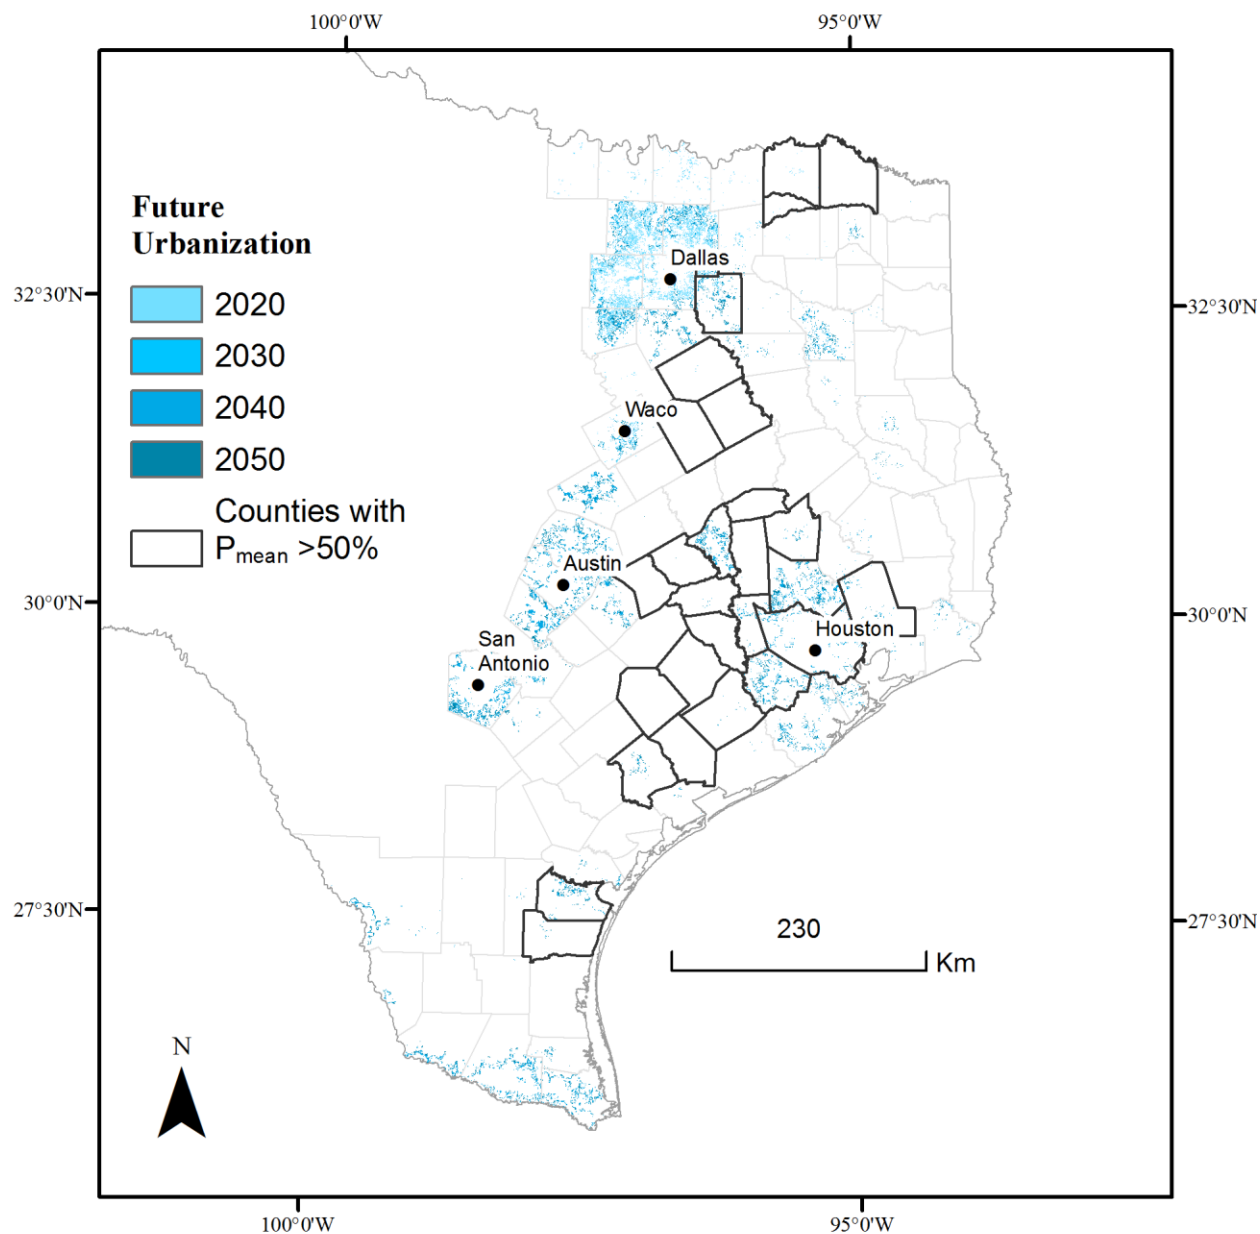 100°0'W
95°0'W
Future
Urbanization
2020
2030
2040
2050
Counties with
Pmean >50%
Dallas
32°30'N
32°30'N
Waco
Austin
30°0'N
30°0'N
Houston
San
Antonio
27°30'N
27°30'N
230
Km
N
100°0'W
95°0'W